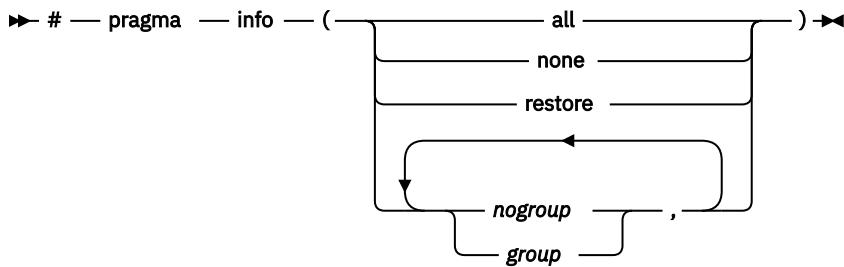 # pragma info ( all )
none
restore
nogroup ,
group